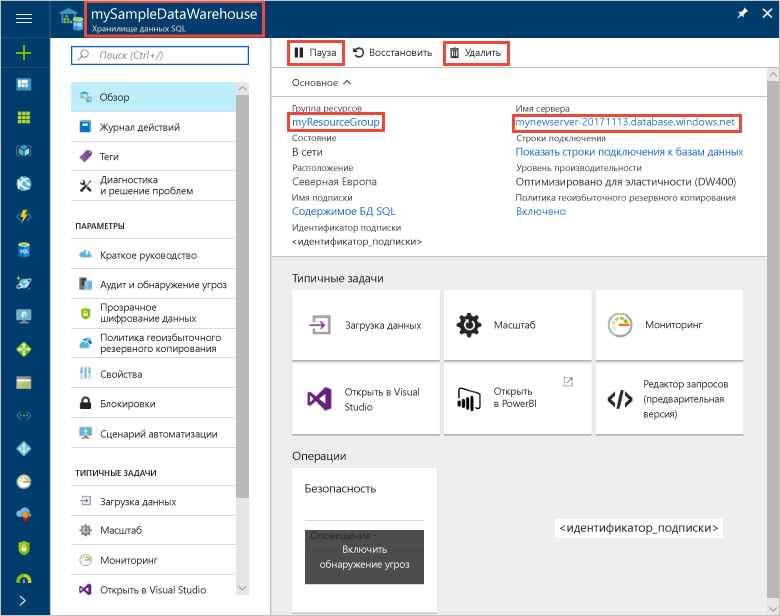 mySampleDataWarehouse
Хранилище данных SQL
Поиск (Ctrl+/)
Обзор
Журнал действий
Теги
Диагностика
и решение проблем
ПАРАМЕТРЫ
Краткое руководство
Аудит и обнаружение угроз
Прозрачное
шифрование данных
Политика геоизбыточного
резервного копирования
Свойства
Блокировки
Сценарий автоматизации
ТИПИЧНЫЕ ЗАДАЧИ
Загрузка данных
Масштаб
Мониторинг
Открыть в Visual Studio
Пауза
Восстановить
Удалить
Основное
Группа ресурсов
myResourceGroup
Состояние
В сети
Расположение
Северная Европа
Имя подписки
Содержимое БД SQL
Идентификатор подписки
<идентификатор_подписки>
Имя сервера
mynewserver-20171113.database.windows.net
Строки подключения
Показать строки подключения к базам данных
Уровень производительности
Оптимизировано для эластичности (DW400)
Политика геоизбыточного резервного копирования
Включено
Типичные задачи
Загрузка данных
Масштаб
Мониторинг
Открыть в Visual
Studio
Открыть
в PowerBI
Редактор запросов
(предварительная
версия)
Операции
Безопасность
Оповещения -
Включить
обнаружение угроз
<идентификатор_подписки>